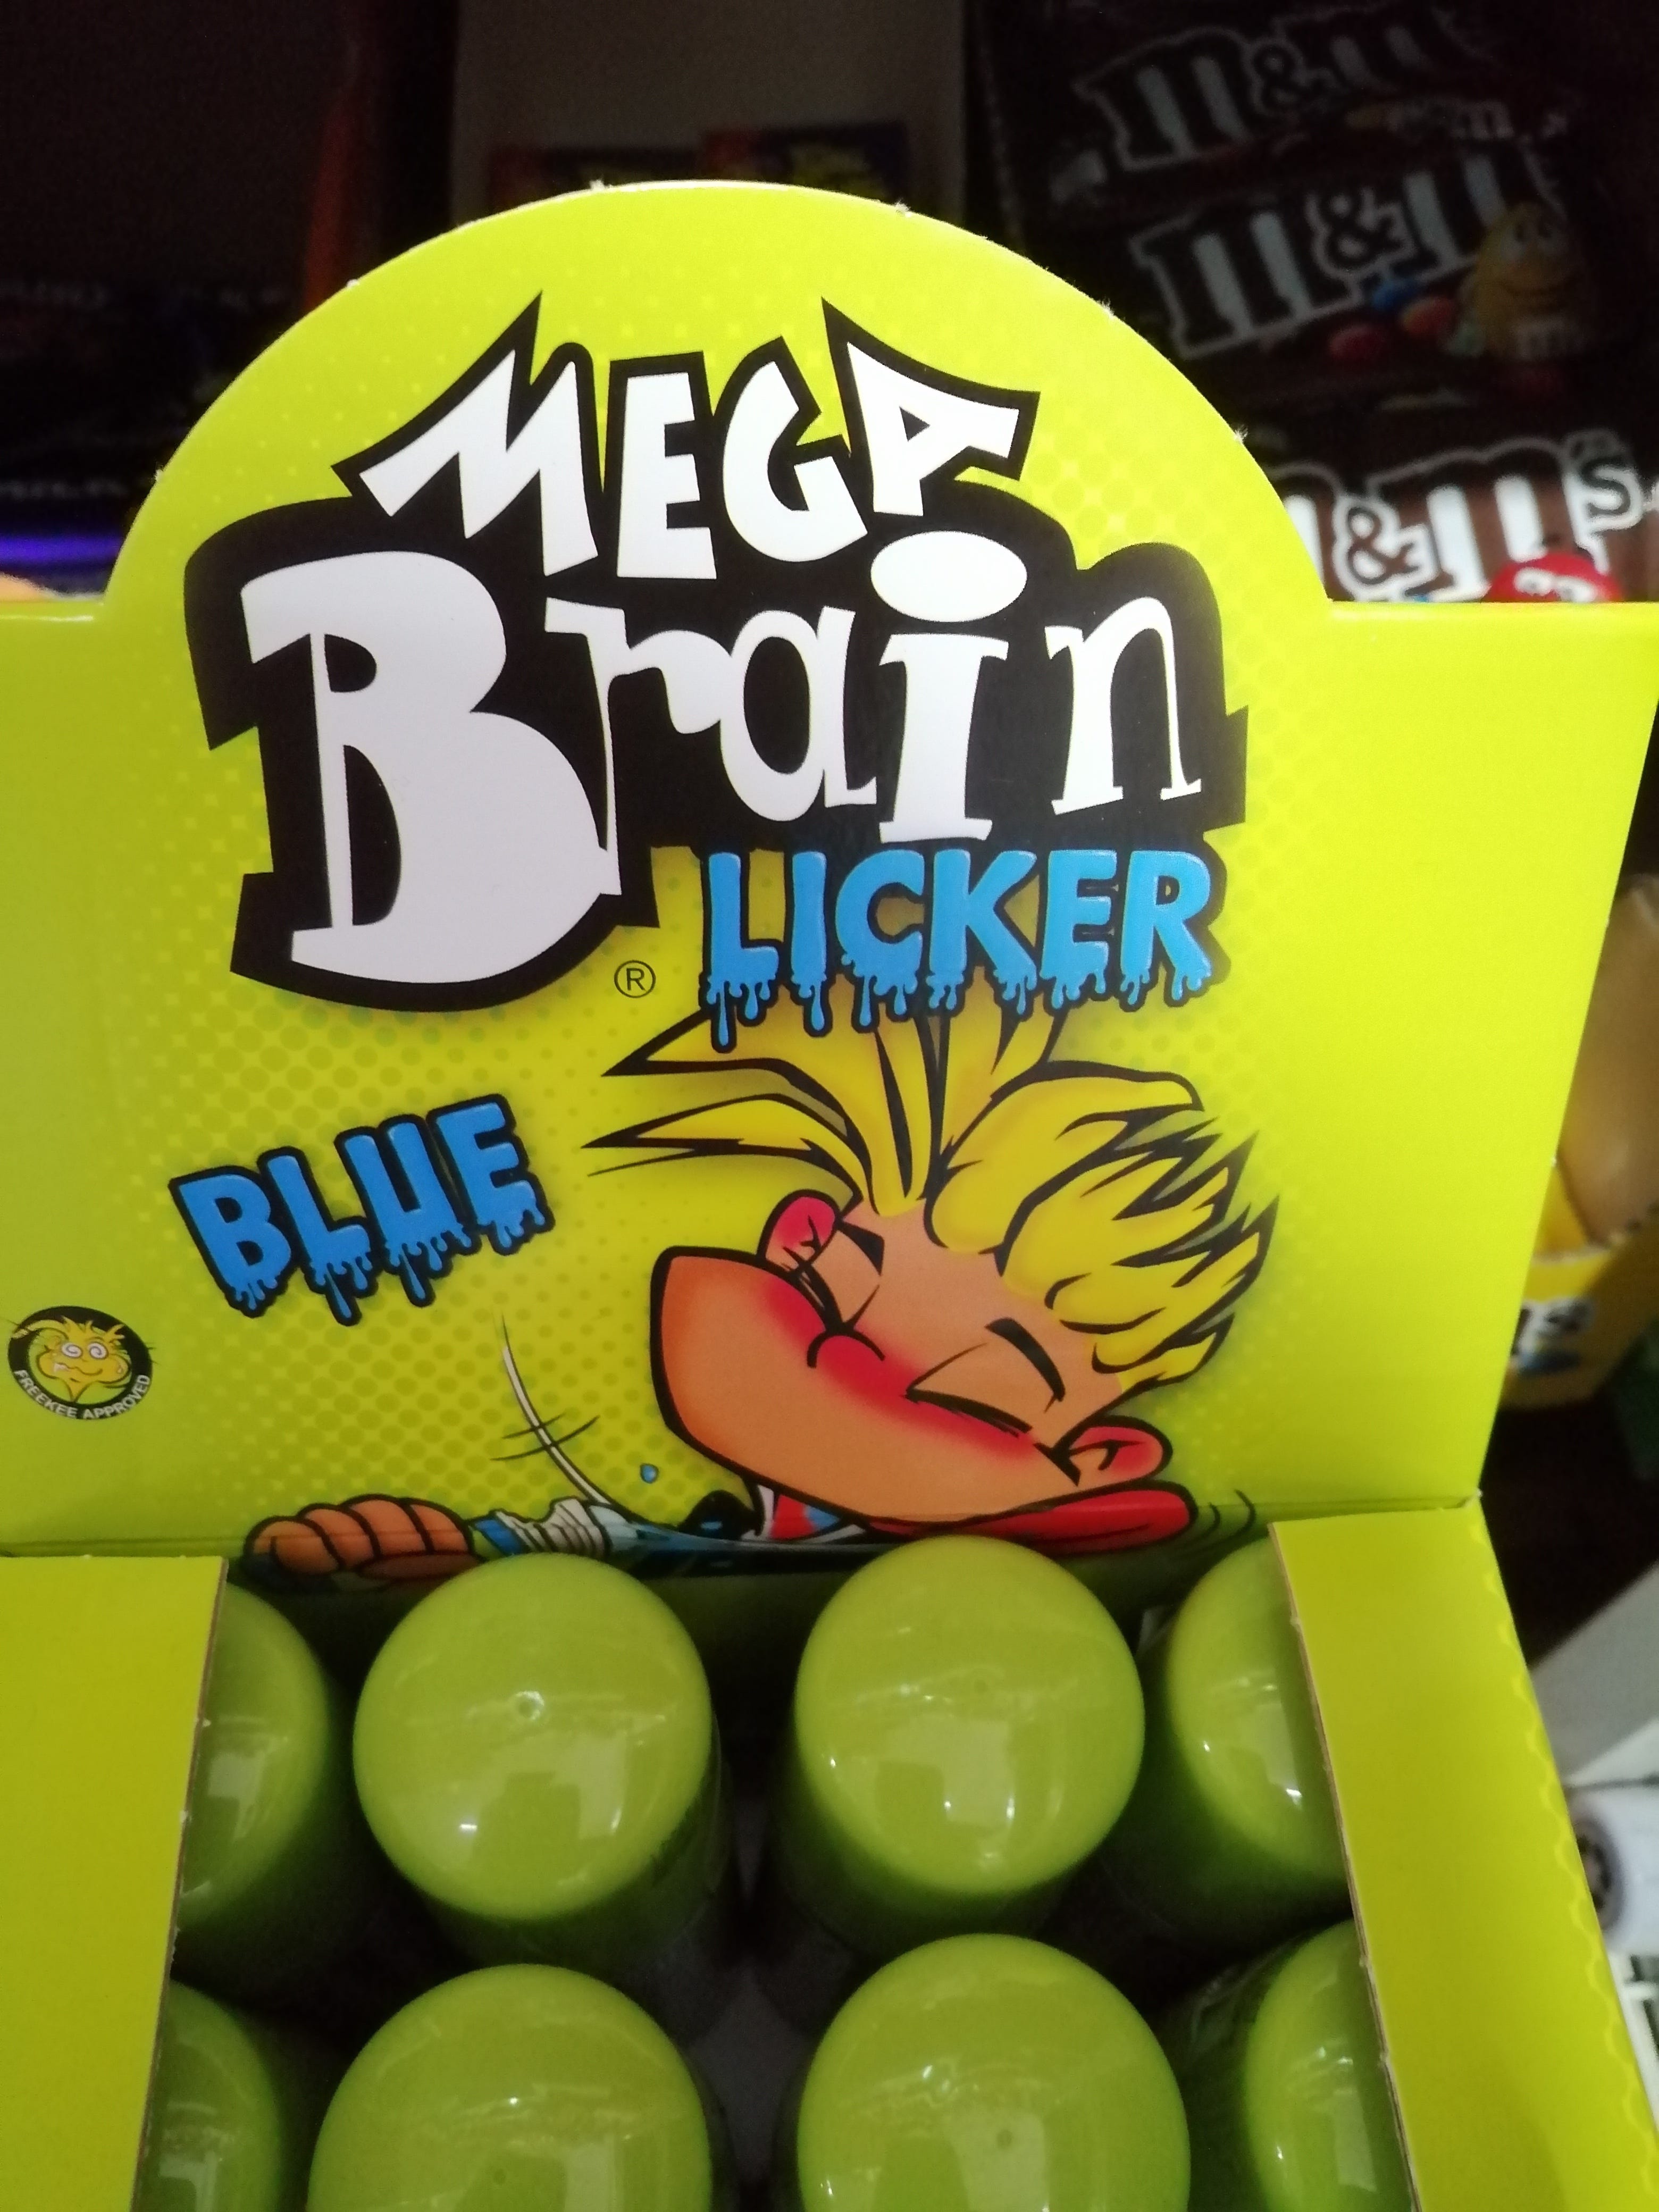 m&m
m&m
m&m's
MEGA
Brain
LICKER
®
BLUE
FREEKEE APPROVED